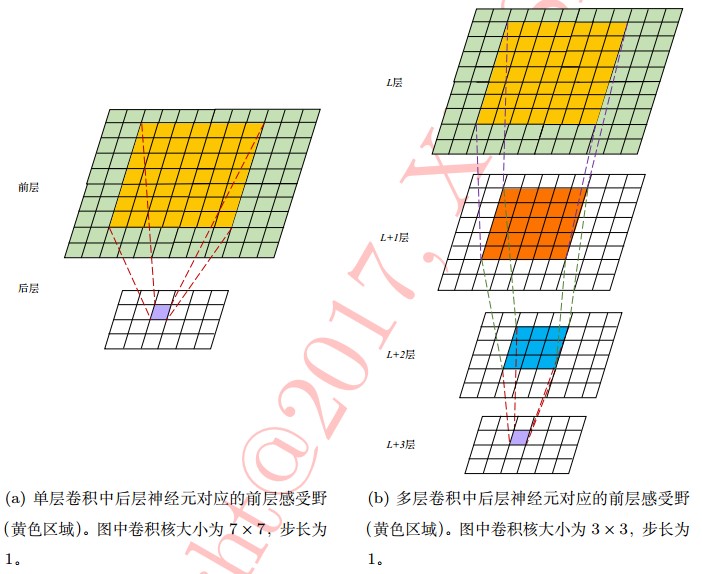 前层
后层
(a) 单层卷积中后层神经元对应的前层感受野
(黄色区域)。图中卷积核大小为 7 × 7, 步长为
1。
L层
L+1层
L+2层
L+3层
(b) 多层卷积中后层神经元对应的前层感受野
(黄色区域)。图中卷积核大小为 3 × 3, 步长为
1。
ht@2017, X